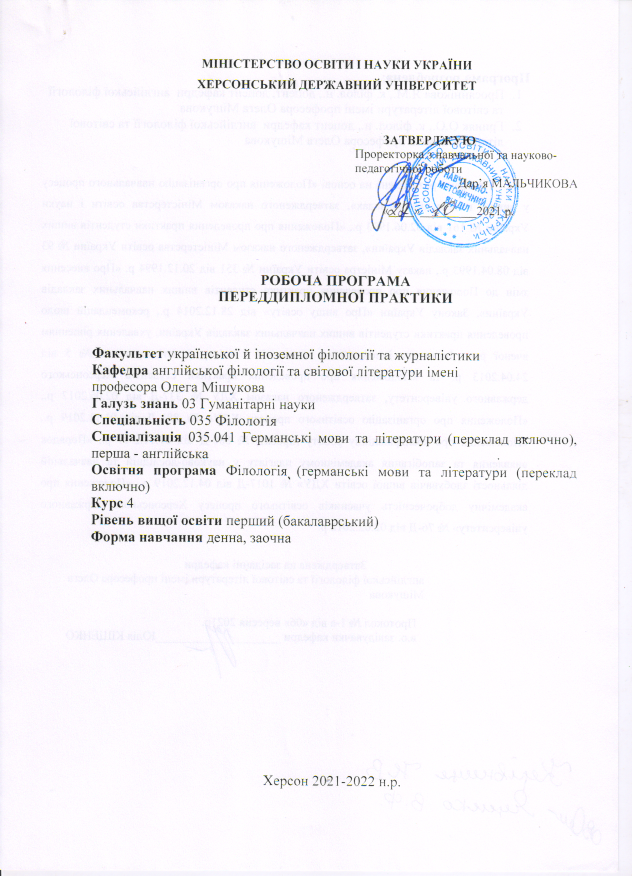 МІНІСТЕРСТВО ОСВІТИ І НАУКИ УКРАЇНИ
ХЕРСОНСЬКИЙ ДЕРЖАВНИЙ УНІВЕРСИТЕТ
ЗАТВЕРДЖУЮ
Проректорка з навчальної та науково-
педагогічної роботи
Дар'я МАЛЬЧИКОВА
2021 р.
НАВЧАЛЬНО-
МЕТОДИЧНИЙ
ВІДДІЛ
РОБОЧА ПРОГРАМА
ПЕРЕДДИПЛОМНОЇ ПРАКТИКИ
Факультет української й іноземної філології та журналістики
Кафедра англійської філології та світової літератури імені
професора Олега Мішукова
Галузь знань 03 Гуманітарні науки
Спеціальність 035 Філологія
Спеціалізація 035.041 Германські мови та літератури (переклад включно),
перша - англійська
Освітня програма Філологія (германські мови та літератури (переклад
включно)
Курс 4
Рівень вищої освіти перший (бакалаврський)
Форма навчання денна, заочна
Херсон 2021-2022 н.р.